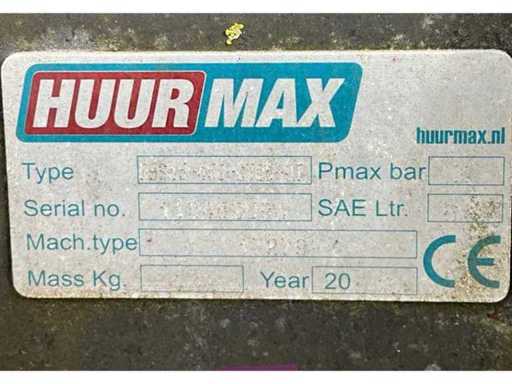 HUURMAX
huurmax.nl
Type Pmax bar
Serial no. SAE Ltr.
Mach.type
Mass Kg. Year 20
CE